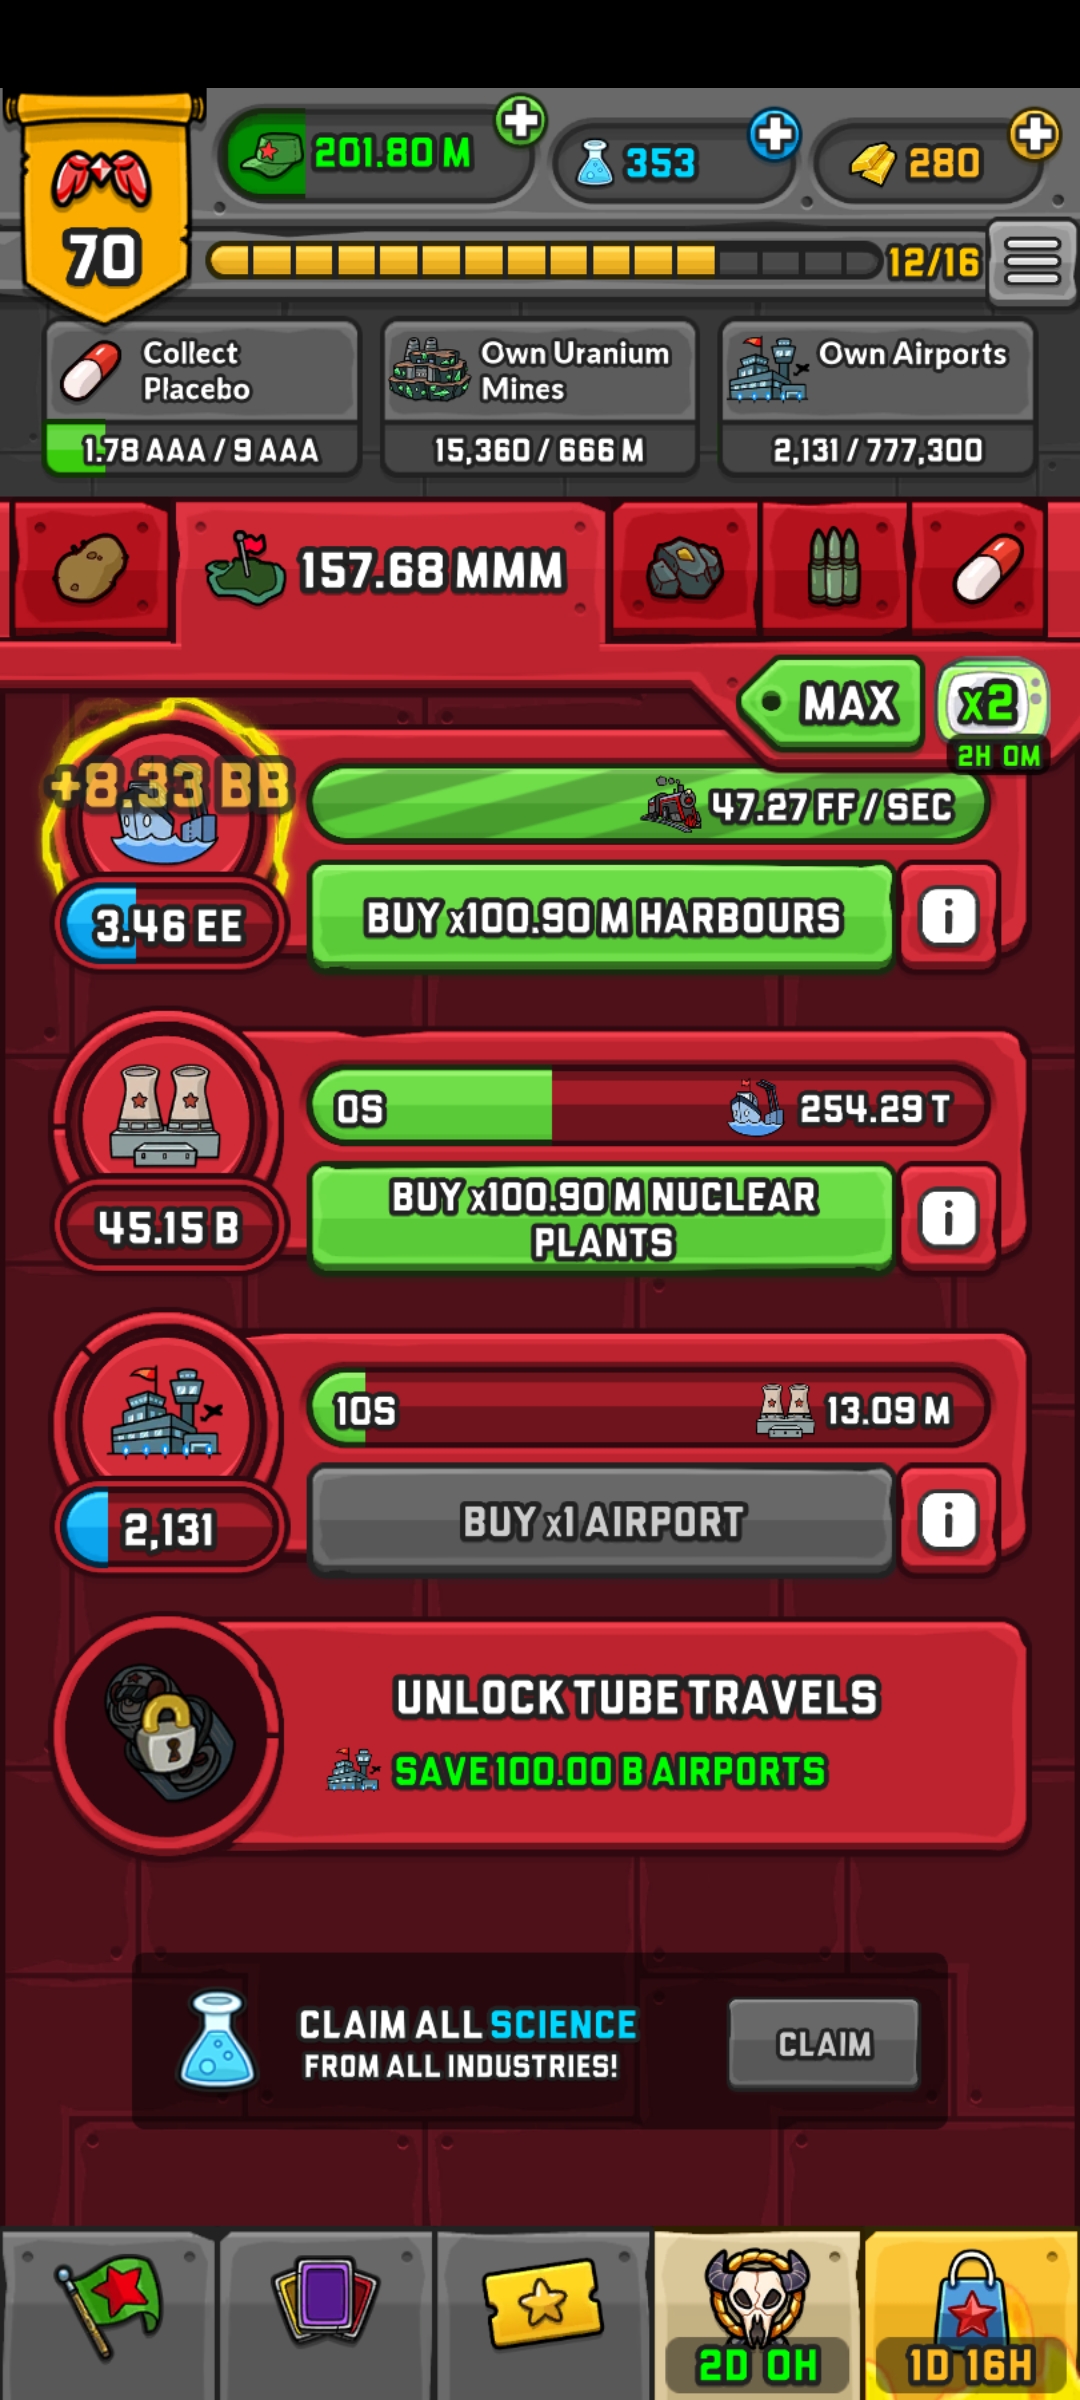 201.80 M
353
280
70
12/16
Collect
Placebo
1.78 AAA / 9 AAA
Own Uranium
Mines
15,360 / 666 M
Own Airports
2,131 / 777,300
157.68 MMM
MAX
x2
2H 0M
+8.33 BB
47.27 FF / SEC
3.46 EE
BUY x100.90 M HARBOURS
i
0S
254.29 T
45.15 B
BUY x100.90 M NUCLEAR
PLANTS
i
10S
13.09 M
2,131
BUY x1 AIRPORT
i
UNLOCK TUBE TRAVELS
SAVE 100.00 B AIRPORTS
CLAIM ALL SCIENCE
FROM ALL INDUSTRIES!
CLAIM
2D 0H
1D 16H